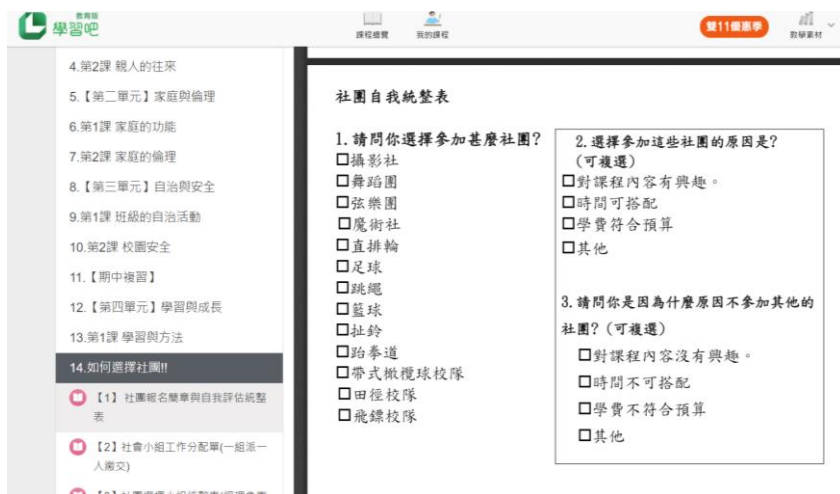 教育版
學習吧
課程總覽
我的課程
雙11優惠季
教學素材
4.第2課 親人的往來
5.【第二單元】家庭與倫理
6.第1課 家庭的功能
7.第2課 家庭的倫理
8.【第三單元】自治與安全
9.第1課 班級的自治活動
10.第2課 校園安全
11.【期中複習】
12.【第四單元】學習與成長
13.第1課 學習與方法
14.如何選擇社團!!
【1】社團報名簡章與自我評估統整
表
【2】社會小組工作分配單(一組派一
人繳交)
社團自我統整表
1.請問你選擇參加甚麼社團?
□攝影社
□舞蹈團
□弦樂團
□魔術社
□直排輪
□足球
□跳繩
□籃球
□扯鈴
□跆拳道
□帶式橄欖球校隊
□田徑校隊
□飛鏢校隊
2.選擇參加這些社團的原因是?
(可複選)
□對課程內容有興趣。
□時間可搭配
□學費符合預算
□其他
3.請問你是因為什麼原因不參加其他的
社團?(可複選)
□對課程內容沒有興趣。
□時間不可搭配
□學費不符合預算
□其他